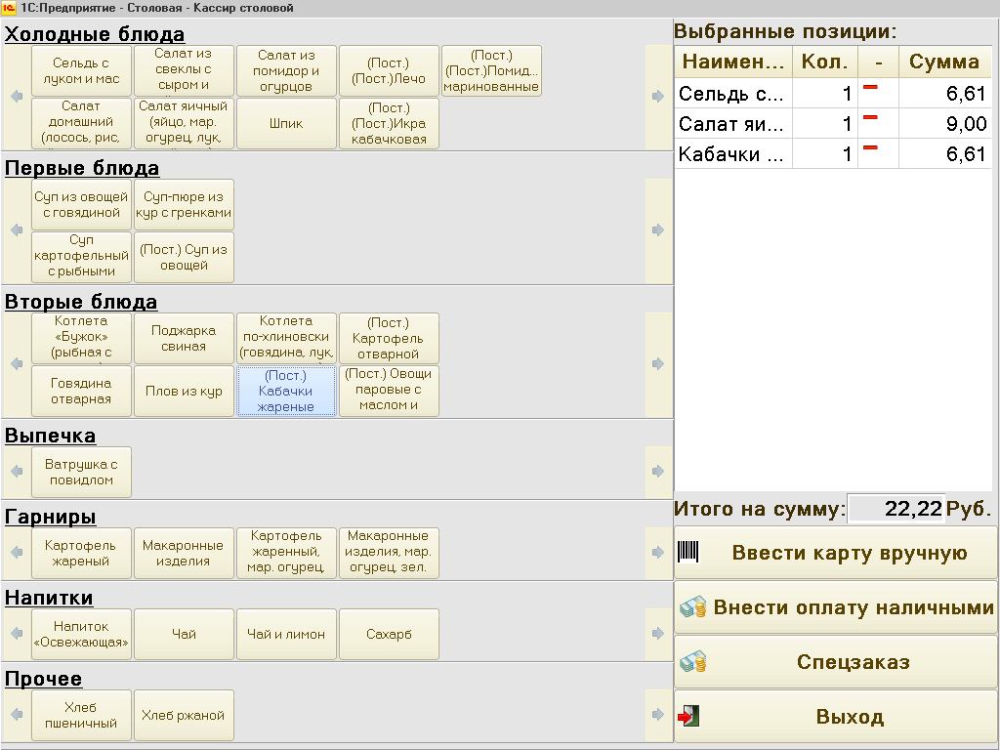 1С:Предприятие - Столовая - Кассир столовой
Холодные блюда
Сельдь с
луком и мас
Салат из
свеклы с
сыром и
Салат из
помидор и
огурцов
(Пост.)
(Пост.)Лечо
(Пост.)
(Пост.)Помид...
маринованные
Салат
домашний
(лосось, рис,
Салат яичный
(яйцо, мар.
огурец, лук,
Шпик
(Пост.)
(Пост.)Икра
кабачковая
Первые блюда
Суп из овощей
с говядиной
Суп-пюре из
кур с гренками
Суп
картофельный
с рыбными
(Пост.) Суп из
овощей
Вторые блюда
Котлета
«Бужок»
(рыбная с
Поджарка
свиная
Котлета
по-хлиновски
(говядина, лук,
(Пост.)
Картофель
отварной
Говядина
отварная
Плов из кур
(Пост.)
Кабачки
жареные
(Пост.) Овощи
паровые с
маслом и
Выпечка
Ватрушка с
повидлом
Гарниры
Картофель
жареный
Макаронные
изделия
Картофель
жаренный,
мар. огурец,
Макаронные
изделия, мар.
огурец, зел.
Напитки
Напиток
«Освежающая»
Чай
Чай и лимон
Сахарб
Прочее
Хлеб
пшеничный
Хлеб ржаной
Выбранные позиции:
Наимен... Кол. - Сумма
Сельдь с... 1 6,61
Салат яи... 1 9,00
Кабачки ... 1 6,61
Итого на сумму: 22,22 Руб.
Ввести карту вручную
Внести оплату наличными
Спецзаказ
Выход